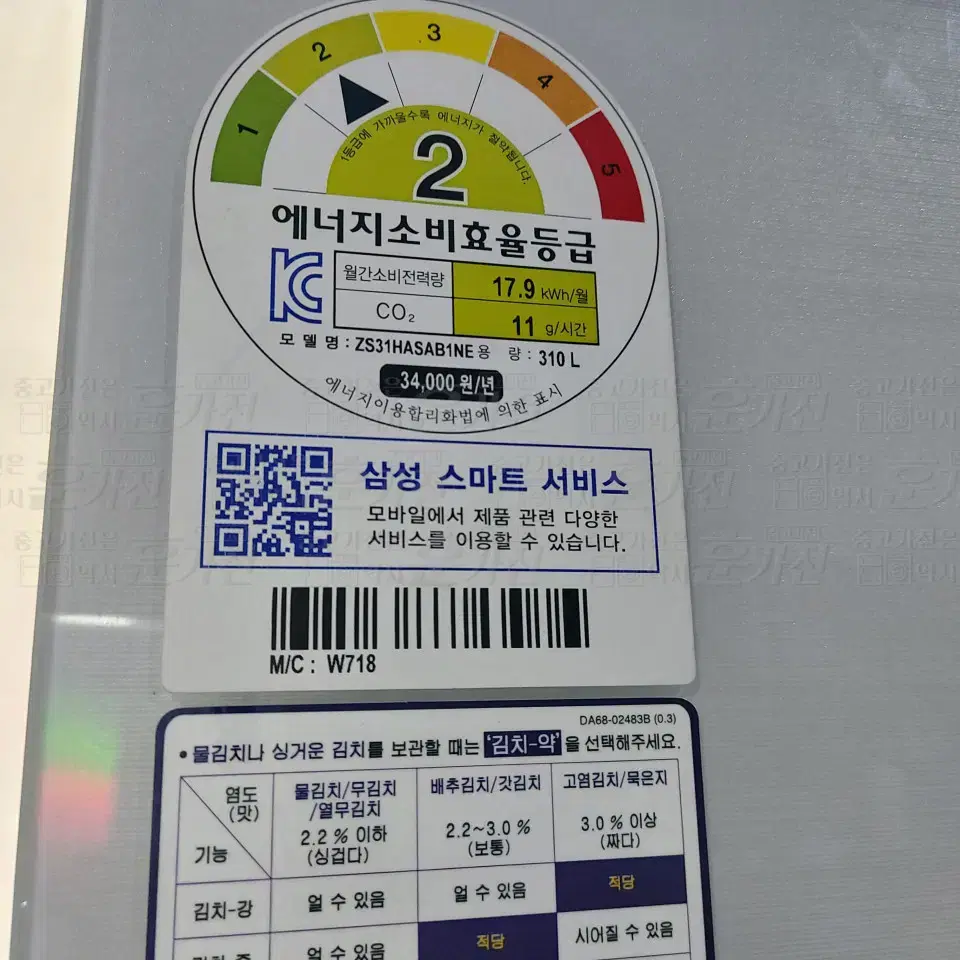 1 2 3 4 5
1등급에 가까울수록 에너지가 절약됩니다.
2
에너지소비효율등급
월간소비전력량 17.9 kWh/월
CO₂ 11 g/시간
모델명 : ZS31HASAB1NE 용 량 : 310 L
34,000 원/년
에너지이용합리화법에 의한 표시
삼성 스마트 서비스
모바일에서 제품 관련 다양한
서비스를 이용할 수 있습니다.
M/C : W718
DA68-02483B (0.3)
• 물김치나 싱거운 김치를 보관할 때는 '김치-약'을 선택해주세요.
염도
(맛)
기능
물김치/무김치
/열무김치
2.2 % 이하
(싱겁다)
배추김치/갓김치
2.2~3.0 %
(보통)
고염김치/묵은지
3.0 % 이상
(짜다)
김치-강 얼 수 있음 얼 수 있음 적당
얼 수 있음 적당 시어질 수 있음
중고가전은
역시 운가전